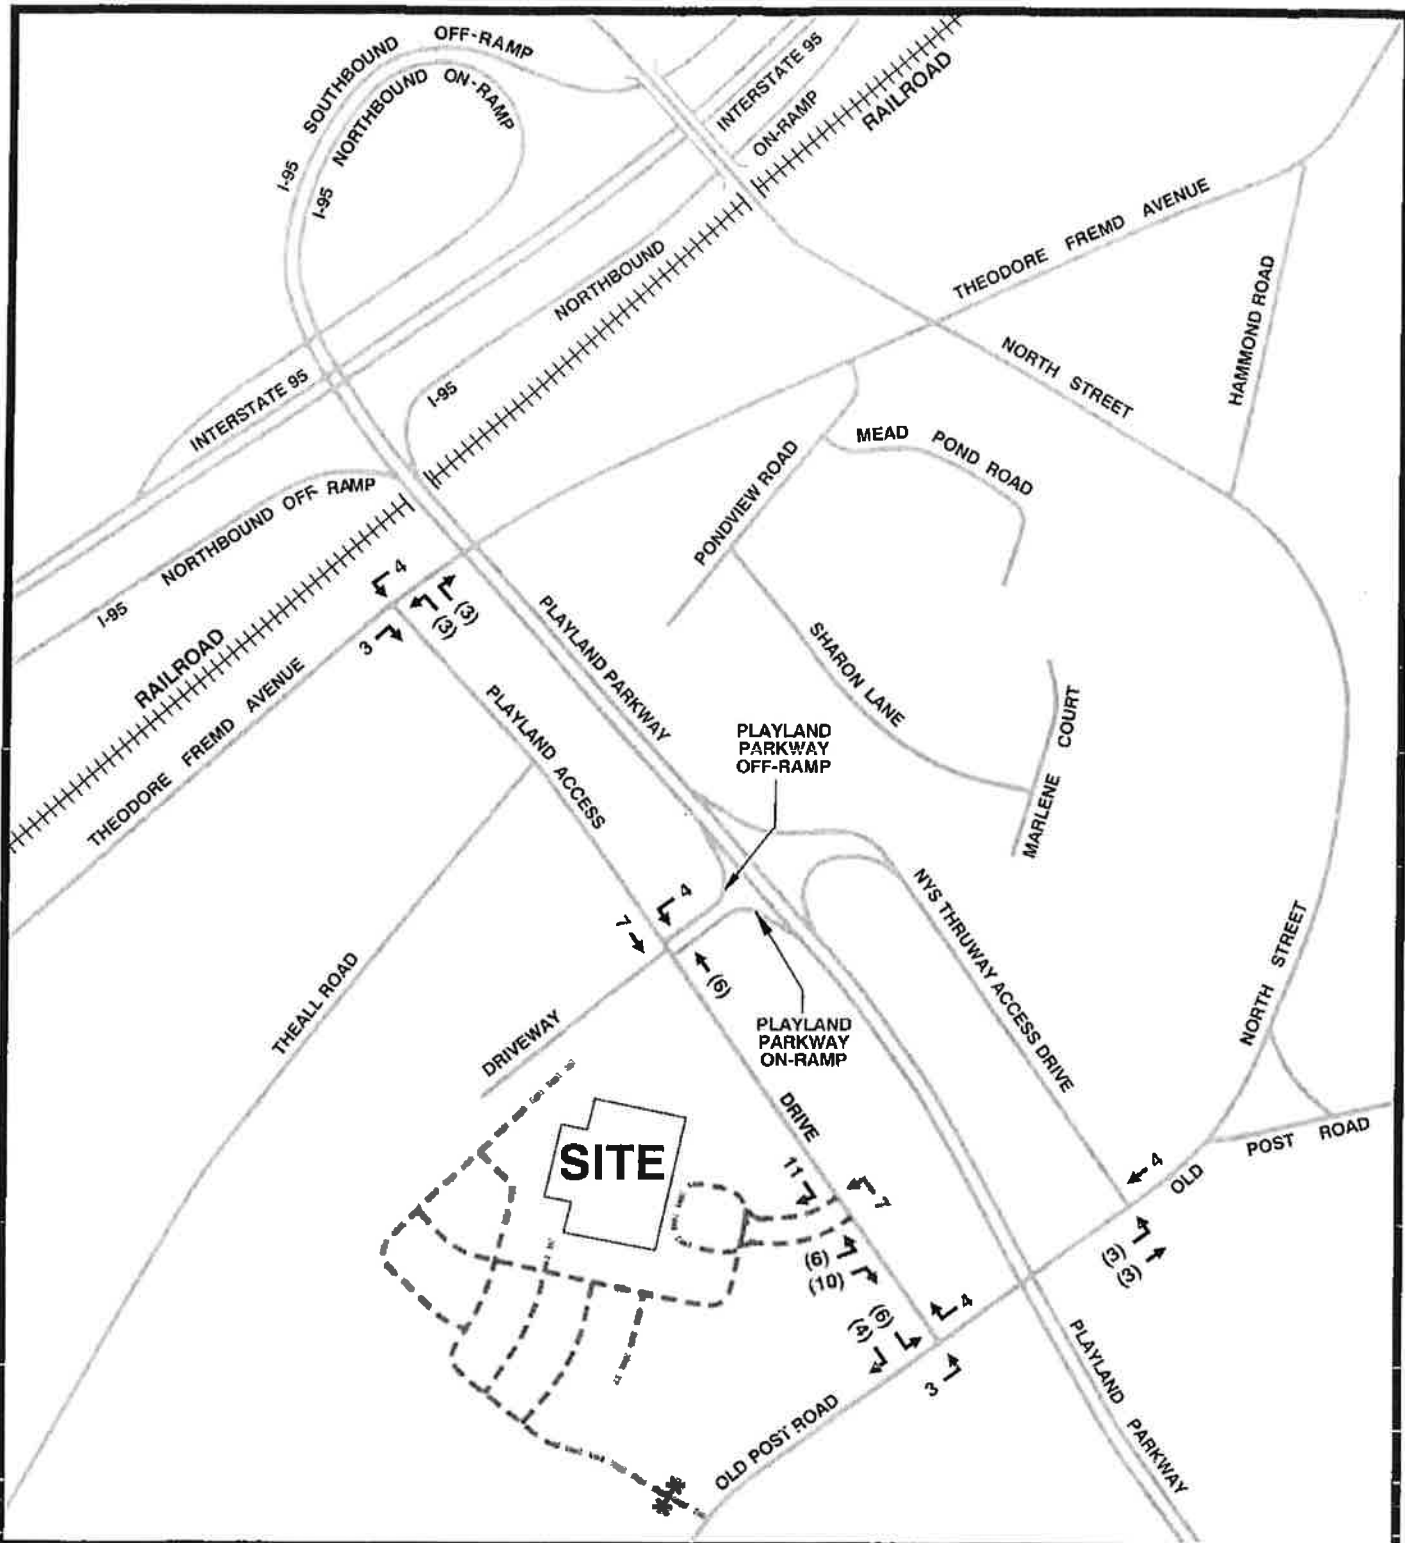 I-95 SOUTHBOUND OFF-RAMP
I-95 NORTHBOUND ON-RAMP
INTERSTATE 95
ON-RAMP
RAILROAD
THEODORE FREMD AVENUE
HAMMOND ROAD
NORTH STREET
I-95 NORTHBOUND
INTERSTATE 95
I-95 NORTHBOUND OFF RAMP
MEAD POND ROAD
PONDVIEW ROAD
SHARON LANE
MARLENE COURT
RAILROAD
THEODORE FREMD AVENUE
4
(3)
(3)
3
PLAYLAND PARKWAY
PLAYLAND ACCESS
PLAYLAND
PARKWAY
OFF-RAMP
NYS THRUWAY ACCESS DRIVE
NORTH STREET
THEALL ROAD
4
7
(6)
DRIVEWAY
PLAYLAND
PARKWAY
ON-RAMP
DRIVE
SITE
11
7
(6)
(10)
4
OLD
POST ROAD
(3)
(3)
(6)
(4)
4
3
OLD POST ROAD
PLAYLAND PARKWAY